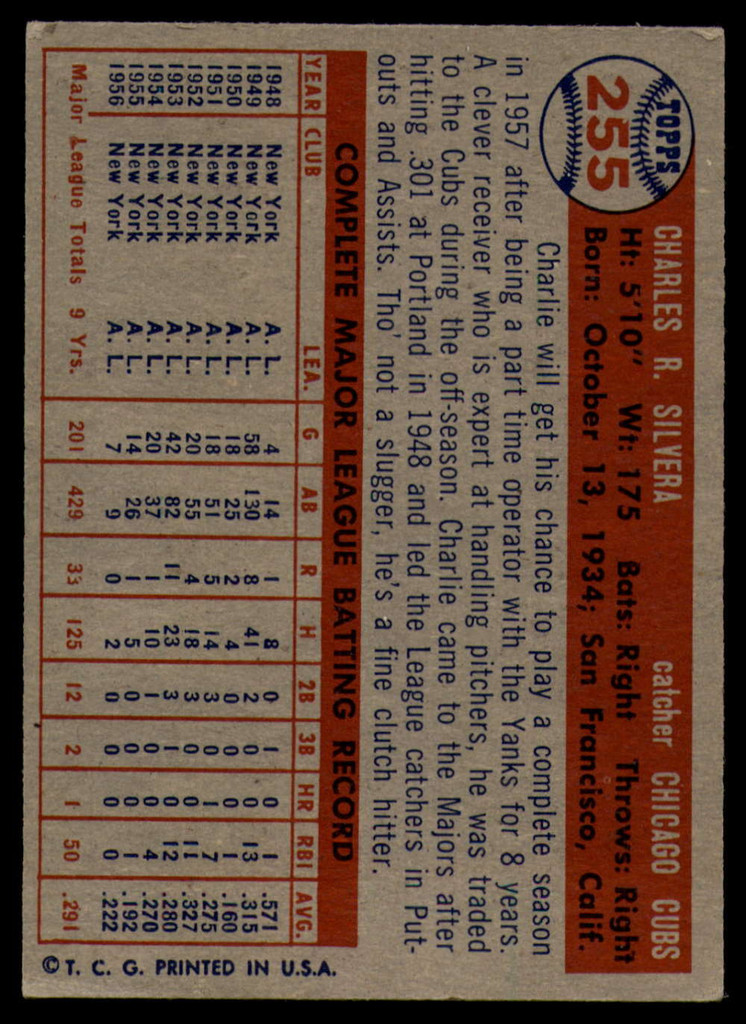 TOPPS
255
CHARLES R. SILVERA catcher CHICAGO CUBS
Ht: 5'10" Wt: 175 Bats: Right Throws: Right
Born: October 13, 1934; San Francisco, Calif.
Charlie will get his chance to play a complete season
in 1957 after being a part time operator with the Yanks for 8 years.
A clever receiver who is expert at handling pitchers, he was traded
to the Cubs during the off-season. Charlie came to the Majors after
hitting .301 at Portland in 1948 and led the League catchers in Put-
outs and Assists. Tho' not a slugger, he's a fine clutch hitter.
COMPLETE MAJOR LEAGUE BATTING RECORD
YEAR CLUB LEA. G AB R H 2B 3B HR RBI AVG.
1948 New York A. L. 4 14 1 8 0 1 0 1 .571
1949 New York A. L. 58 130 8 41 2 0 0 13 .315
1950 New York A. L. 18 25 2 4 0 0 0 1 .160
1951 New York A. L. 18 51 5 14 3 0 1 7 .275
1952 New York A. L. 20 55 4 18 3 0 0 11 .327
1953 New York A. L. 42 82 11 23 3 1 0 12 .280
1954 New York A. L. 20 37 1 10 1 0 0 4 .270
1955 New York A. L. 14 26 1 5 0 0 0 1 .192
1956 New York A. L. 7 9 0 2 0 0 0 0 .222
Major League Totals 9 Yrs. 201 429 33 125 12 2 1 50 .291
© T. C. G. PRINTED IN U.S.A.